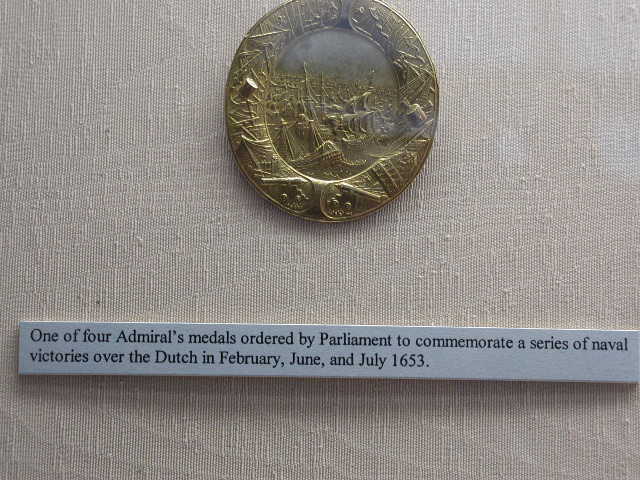 One of four Admiral's medals ordered by Parliament to commemorate a series of naval
victories over the Dutch in February, June, and July 1653.